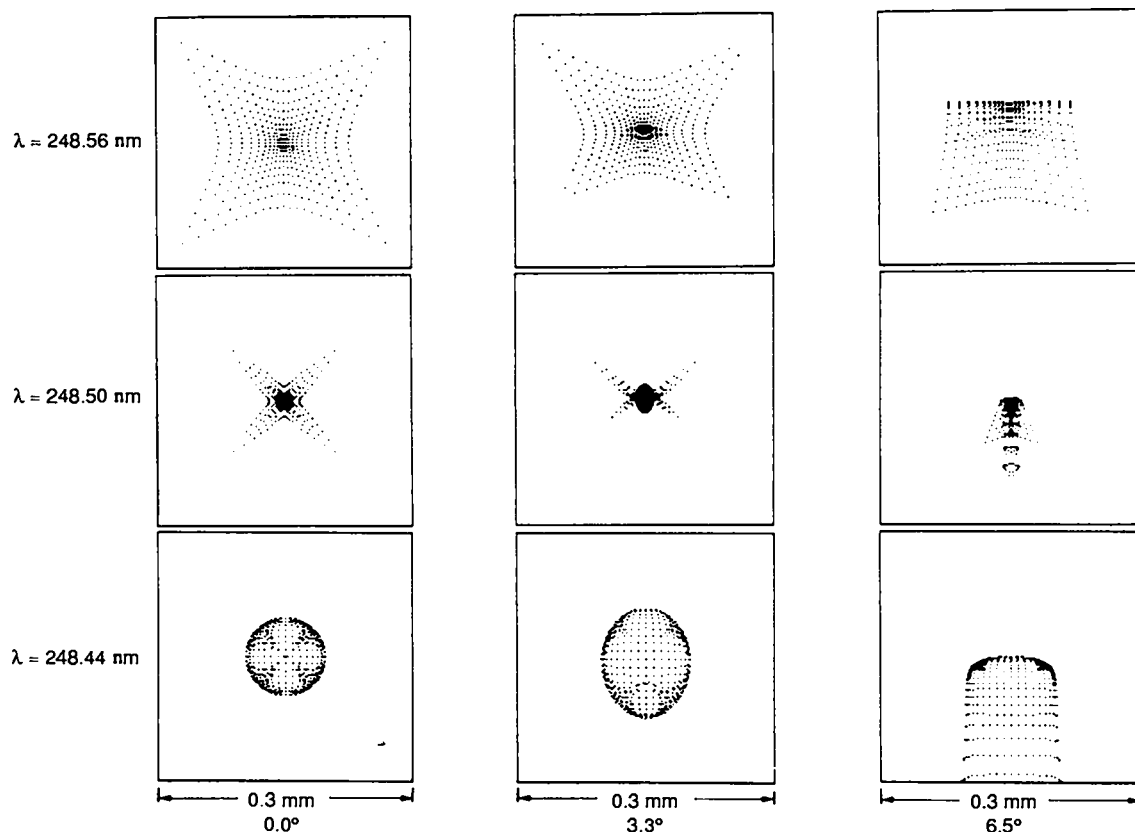 λ = 248.56 nm
λ = 248.50 nm
λ = 248.44 nm
0.3 mm 0.3 mm 0.3 mm
0.0° 3.3° 6.5°